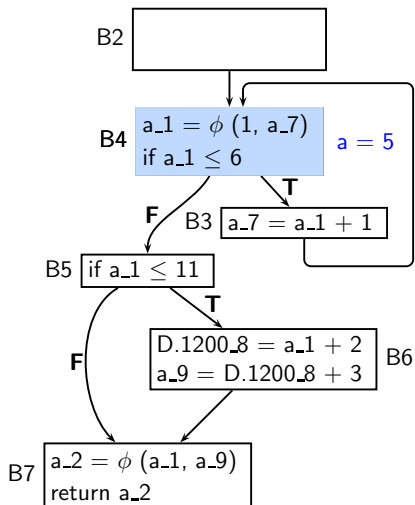 B2
B4
a_1 = ϕ (1, a_7)
if a_1 ≤ 6
a = 5
T
F
B3
a_7 = a_1 + 1
B5
if a_1 ≤ 11
T
F
D.1200_8 = a_1 + 2
a_9 = D.1200_8 + 3
B6
B7
a_2 = ϕ (a_1, a_9)
return a_2